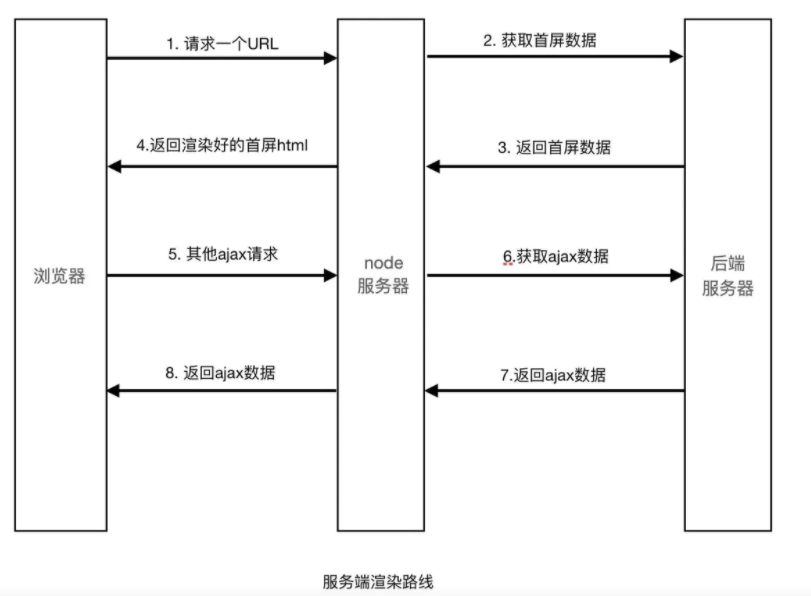 1. 请求一个URL
2. 获取首屏数据
4.返回渲染好的首屏html
3. 返回首屏数据
5. 其他ajax请求
6.获取ajax数据
浏览器
node
服务器
后端
服务器
8. 返回ajax数据
7.返回ajax数据
服务端渲染路线